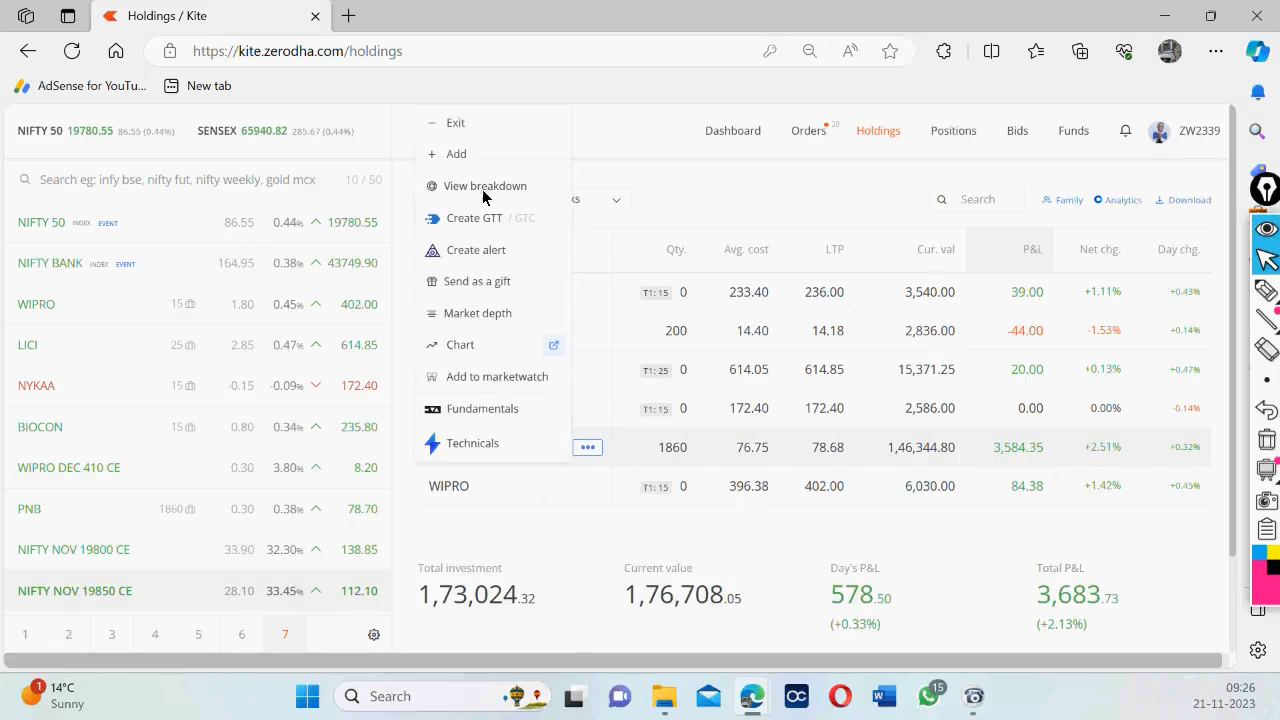 Holdings / Kite
https://kite.zerodha.com/holdings
AdSense for YouTu...
New tab
NIFTY 50 19780.55 86.55 (0.44%) SENSEX 65940.82 285.67 (0.44%)
Dashboard Orders 20 Holdings Positions Bids Funds ZW2339
Search eg: infy bse, nifty fut, nifty weekly, gold mcx 10 / 50
NIFTY 50 INDEX EVENT 86.55 0.44% 19780.55
NIFTY BANK INDEX EVENT 164.95 0.38% 43749.90
WIPRO 15 1.80 0.45% 402.00
LICI 25 2.85 0.47% 614.85
NYKAA 15 -0.15 -0.09% 172.40
BIOCON 15 0.80 0.34% 235.80
WIPRO DEC 410 CE 0.30 3.80% 8.20
PNB 1860 0.30 0.38% 78.70
NIFTY NOV 19800 CE 33.90 32.30% 138.85
NIFTY NOV 19850 CE 28.10 33.45% 112.10
1 2 3 4 5 6 7
Exit
Add
View breakdown
Create GTT / GTC
Create alert
Send as a gift
Market depth
Chart
Add to marketwatch
Fundamentals
Technicals
ks
Search Family Analytics Download
Qty. Avg. cost LTP Cur. val P&L Net chg. Day chg.
T1: 15 0 233.40 236.00 3,540.00 39.00 +1.11% +0.43%
200 14.40 14.18 2,836.00 -44.00 -1.53% +0.14%
T1: 25 0 614.05 614.85 15,371.25 20.00 +0.13% +0.47%
T1: 15 0 172.40 172.40 2,586.00 0.00 0.00% -0.14%
1860 76.75 78.68 1,46,344.80 3,584.35 +2.51% +0.32%
WIPRO T1: 15 0 396.38 402.00 6,030.00 84.38 +1.42% +0.45%
Total investment Current value Day's P&L Total P&L
1,73,024.32 1,76,708.05 578.50 3,683.73
(+0.33%) (+2.13%)
1
14°C
Sunny
Search
15
09:26
21-11-2023